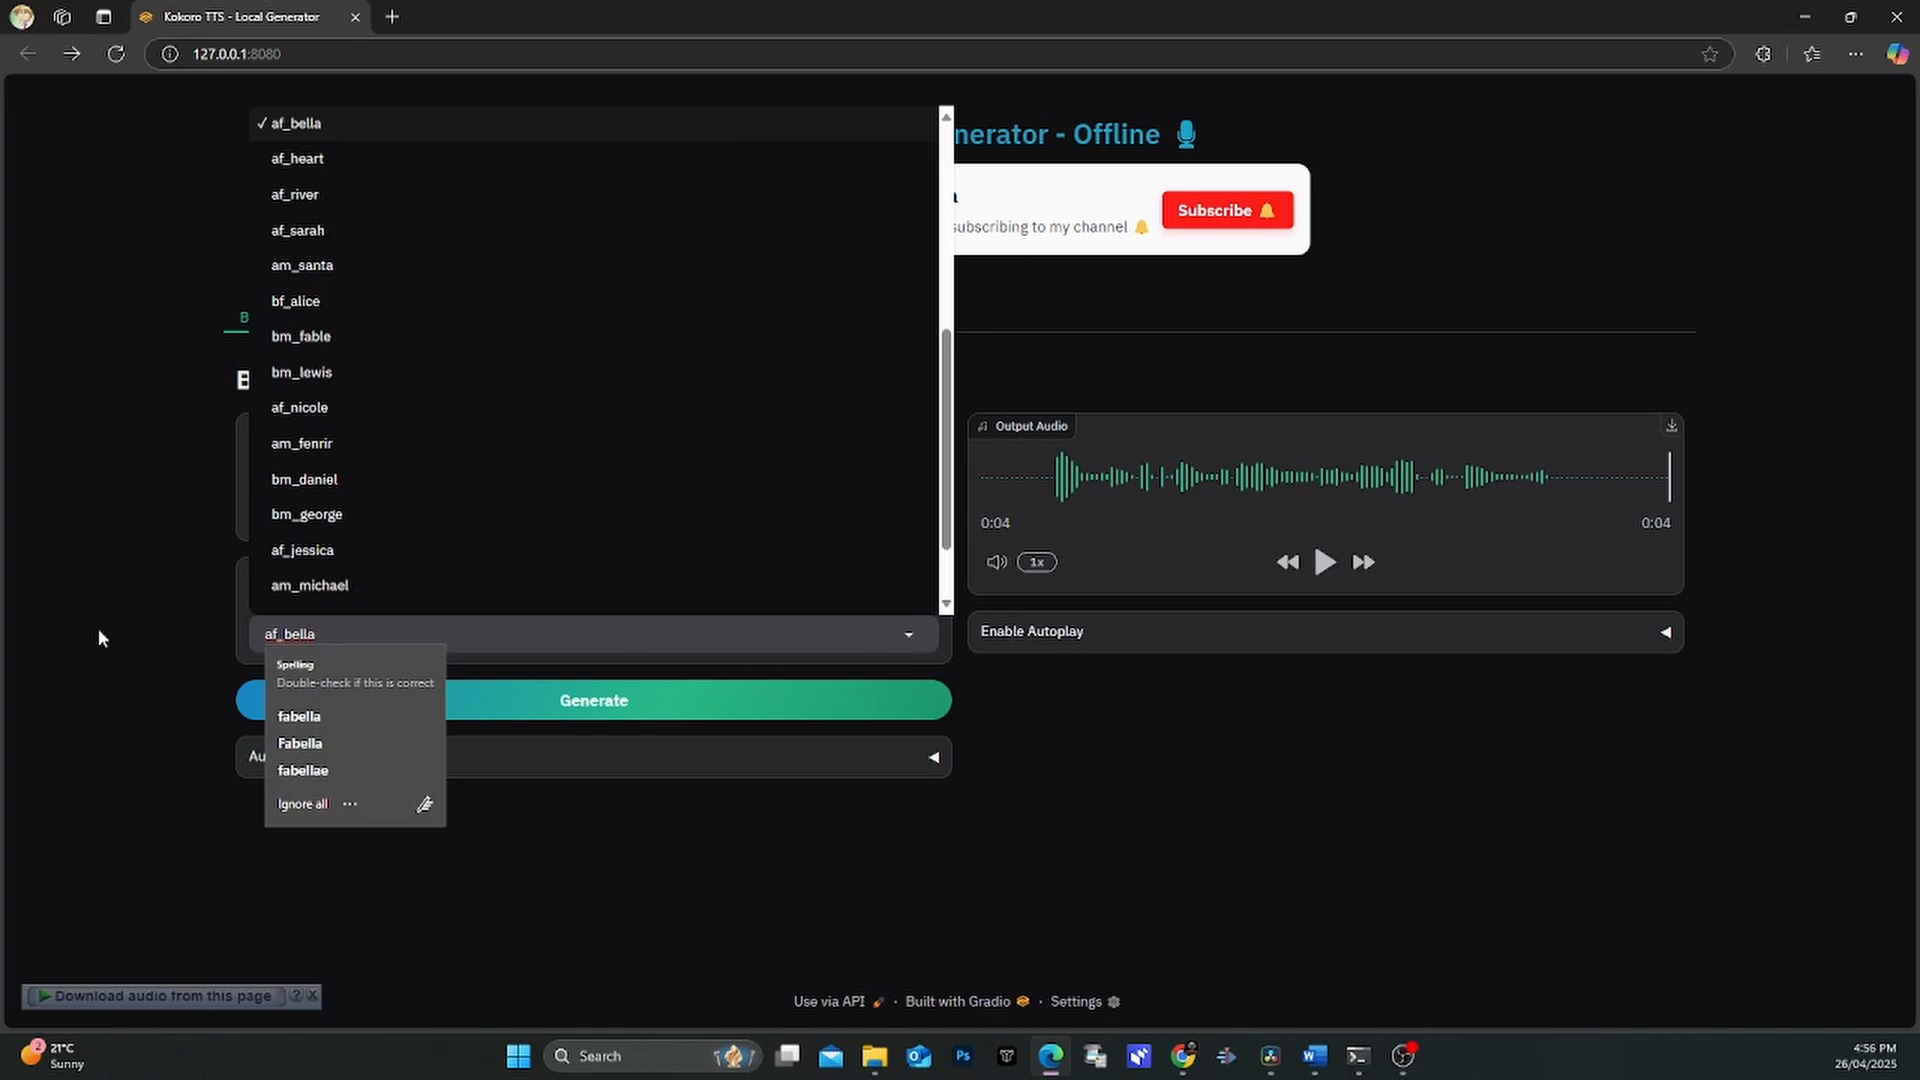 Kokoro TTS - Local Generator
127.0.0.1:8080
✓ af_bella
af_heart
af_river
af_sarah
am_santa
bf_alice
bm_fable
bm_lewis
af_nicole
am_fenrir
bm_daniel
bm_george
af_jessica
am_michael
af_bella
nerator - Offline
subscribing to my channel
Subscribe
B
Output Audio
0:04
0:04
1x
Enable Autoplay
Spelling
Double-check if this is correct
fabella
Fabella
fabellae
Ignore all ...
Generate
Au
Download audio from this page ? X
Use via API · Built with Gradio · Settings
2
21°C
Sunny
Search
Ps
4:56 PM
26/04/2025